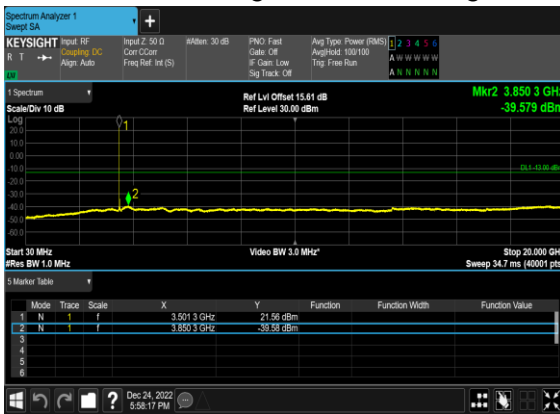 Spectrum Analyzer 1
Swept SA
+
KEYSIGHT Input: RF Input Z: 50 Ω #Atten: 30 dB PNO: Fast Avg Type: Power (RMS) 1 2 3 4 5 6
R T Coupling: DC Corr CCorr Gate: Off Avg|Hold: 100/100 A W W W W W
Align: Auto Freq Ref: Int (S) IF Gain: Low Trig: Free Run
Sig Track: Off A N N N N N
1 Spectrum Ref Lvl Offset 15.61 dB Mkr2 3.850 3 GHz
Scale/Div 10 dB Ref Level 30.00 dBm -39.579 dBm
Log
20.0
10.0
0.00
-10.0
-20.0
-30.0
-40.0
-50.0
-60.0
1
2
DL1 -13.00 dBm
Start 30 MHz Video BW 3.0 MHz* Stop 20.000 GHz
#Res BW 1.0 MHz Sweep 34.7 ms (40001 pts)
5 Marker Table
Mode Trace Scale X Y Function Function Width Function Value
1 N 1 f 3.501 3 GHz 21.56 dBm
2 N 1 f 3.850 3 GHz -39.58 dBm
3
4
5
6
? Dec 24, 2022
5:58:17 PM